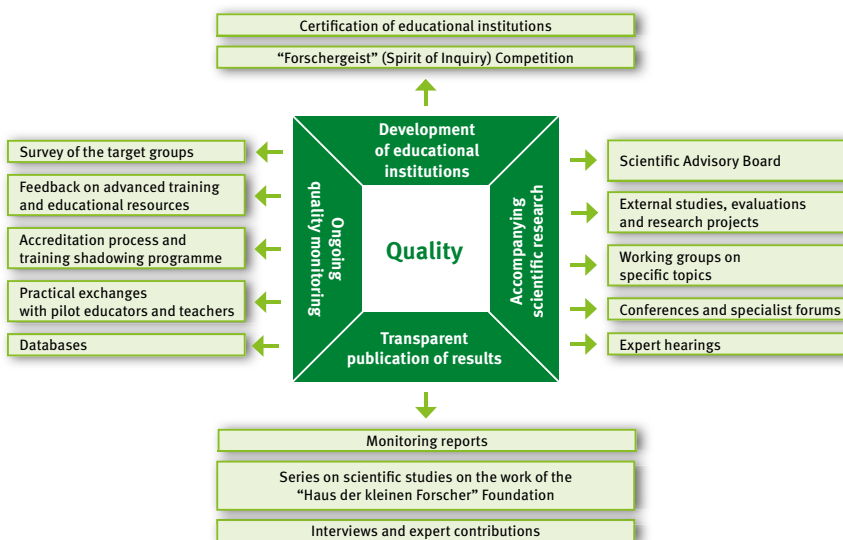 Certification of educational institutions
“Forschergeist” (Spirit of Inquiry) Competition
Development
of educational
institutions
Survey of the target groups
Feedback on advanced training
and educational resources
Accreditation process and
training shadowing programme
Practical exchanges
with pilot educators and teachers
Databases
Ongoing
quality monitoring
Quality
Accompanying
scientific research
Scientific Advisory Board
External studies, evaluations
and research projects
Working groups on
specific topics
Conferences and specialist forums
Expert hearings
Transparent
publication of results
Monitoring reports
Series on scientific studies on the work of the
“Haus der kleinen Forscher” Foundation
Interviews and expert contributions